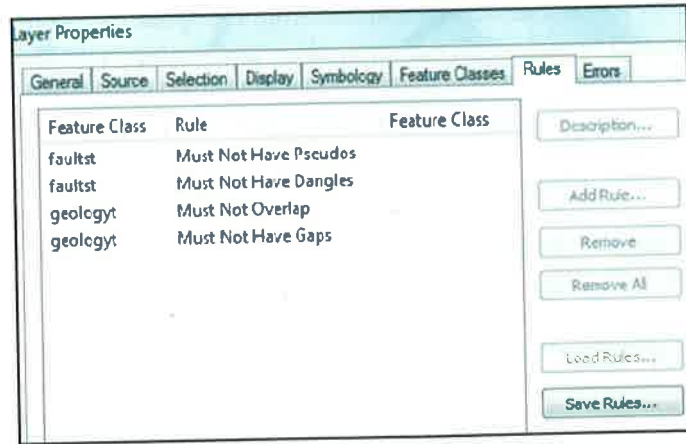 Layer Properties
General Source Selection Display Symbology Feature Classes Rules Errors
Feature Class Rule Feature Class
faultst Must Not Have Pseudos
faultst Must Not Have Dangles
geologyt Must Not Overlap
geologyt Must Not Have Gaps
Description...
Add Rule...
Remove
Remove All
Load Rules...
Save Rules...